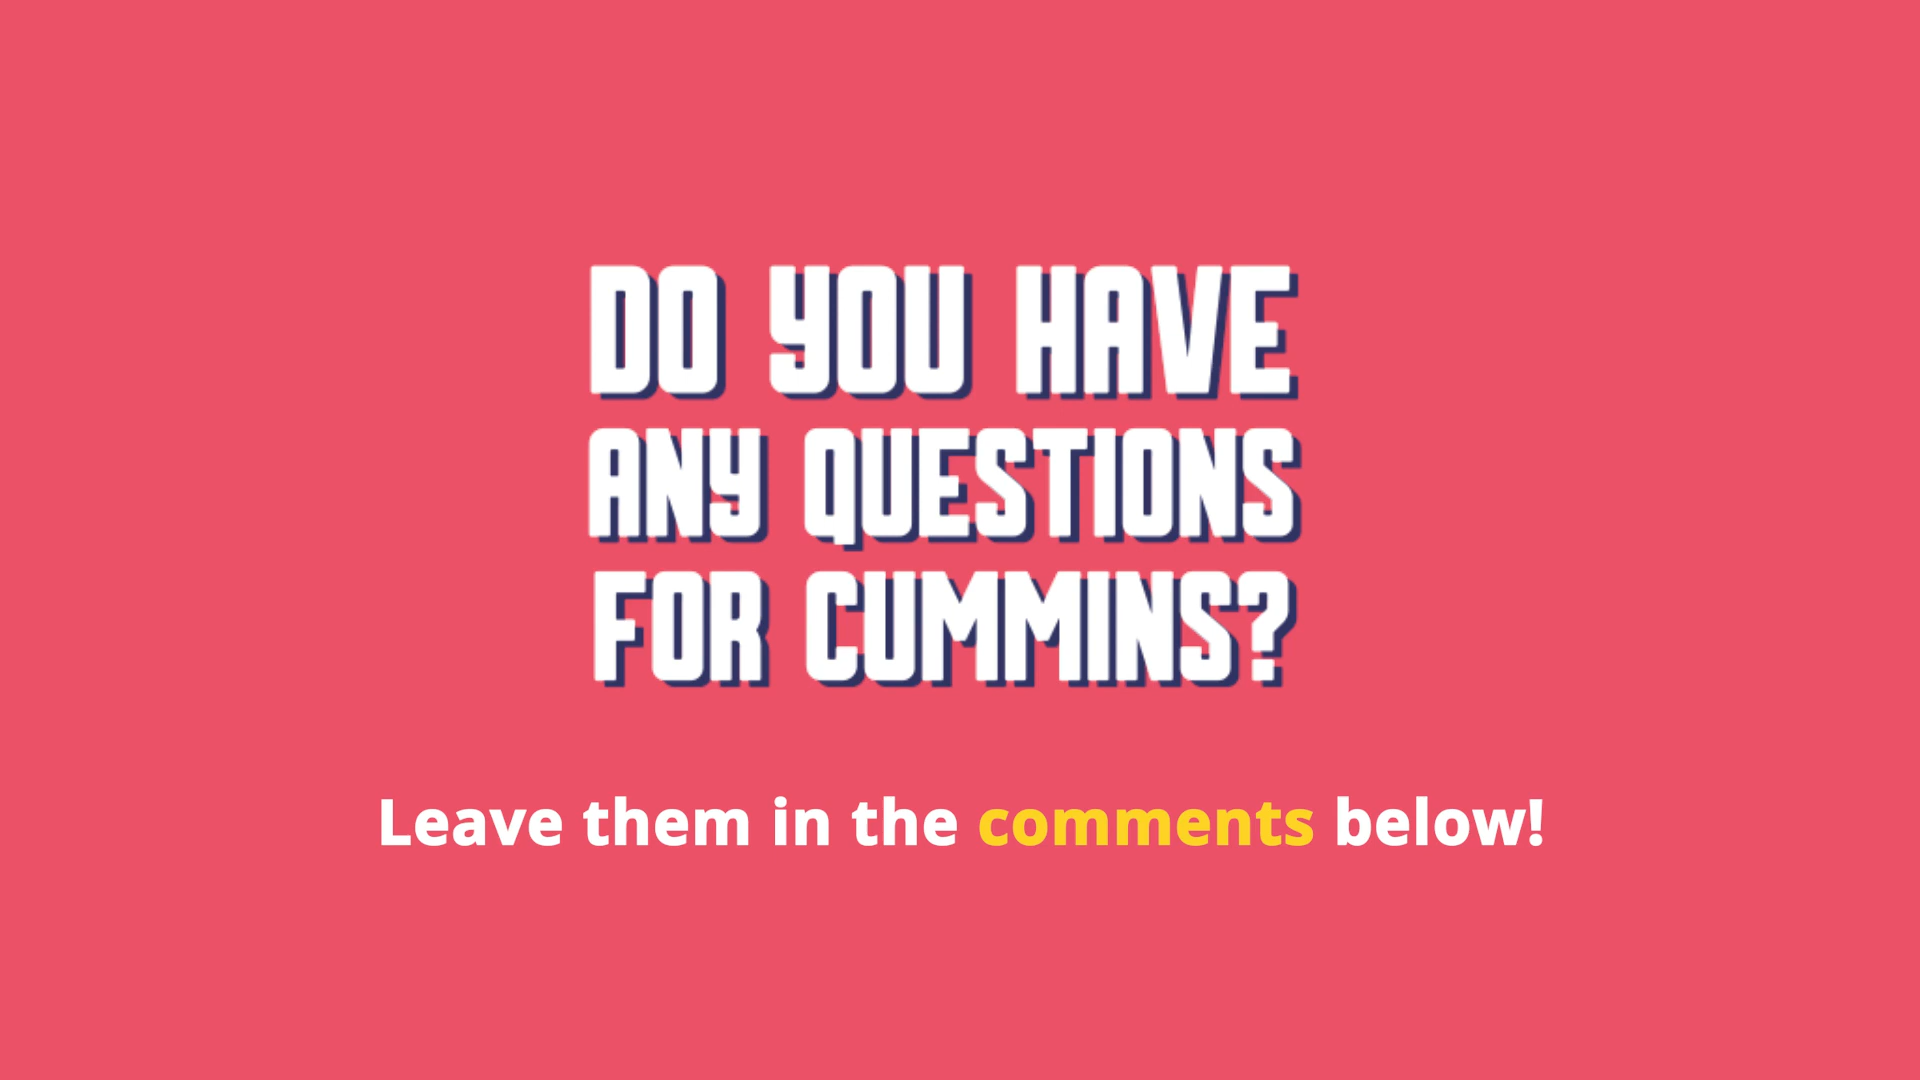 DO YOU HAVE
ANY QUESTIONS
FOR CUMMINS?
Leave them in the comments below!